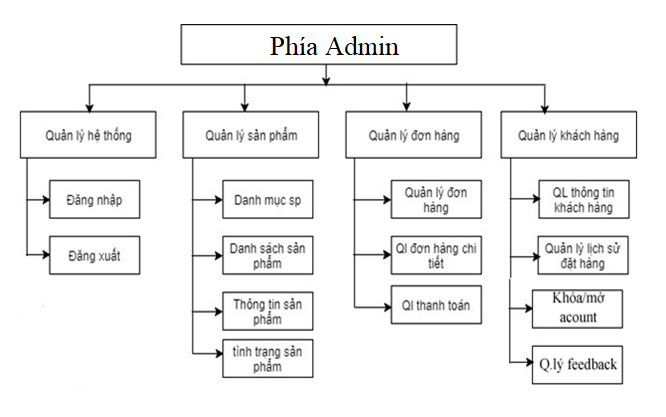 Phía Admin
Quản lý hệ thống
Quản lý sản phẩm
Quản lý đơn hàng
Quản lý khách hàng
Đăng nhập
Danh mục sp
Quản lý đơn
hàng
QL thông tin
khách hàng
Đăng xuất
Danh sách sản
phẩm
Ql đơn hàng chi
tiết
Quản lý lịch sử
đặt hàng
Thông tin sản
phẩm
Ql thanh toán
Khóa/mở
acount
tình trạng sản
phẩm
Q.lý feedback